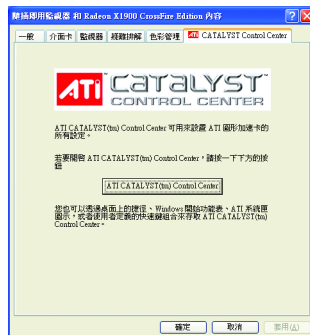 隨插即用監視器 和 Radeon X1900 CrossFire Edition 內容
一般 介面卡 監視器 疑難排解 色彩管理 ATI CATALYST Control Center
ATI CATALYST
CONTROL CENTER
ATI CATALYST(tm) Control Center 可用來設置 ATI 圖形加速卡的
所有設定。
若要開啓 ATI CATALYST(tm) Control Center，請按一下下方的按
鈕
ATI CATALYST(tm) Control Center
您也可以透過桌面上的捷徑、Windows 開始功能表、ATI 系統匣
圖示，或者使用者定義的快速鍵組合來存取 ATI CATALYST(tm)
Control Center。
確定 取消 套用(A)